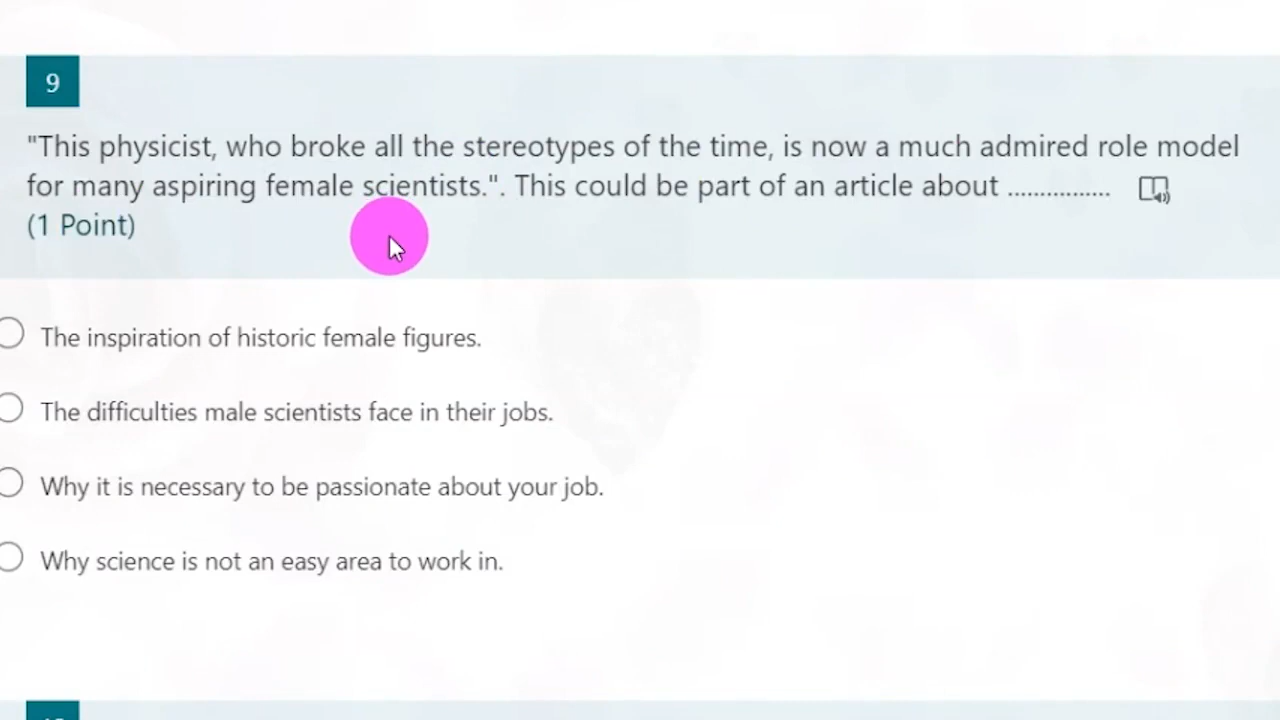 9
"This physicist, who broke all the stereotypes of the time, is now a much admired role model
for many aspiring female scientists.". This could be part of an article about ................
(1 Point)
The inspiration of historic female figures.
The difficulties male scientists face in their jobs.
Why it is necessary to be passionate about your job.
Why science is not an easy area to work in.